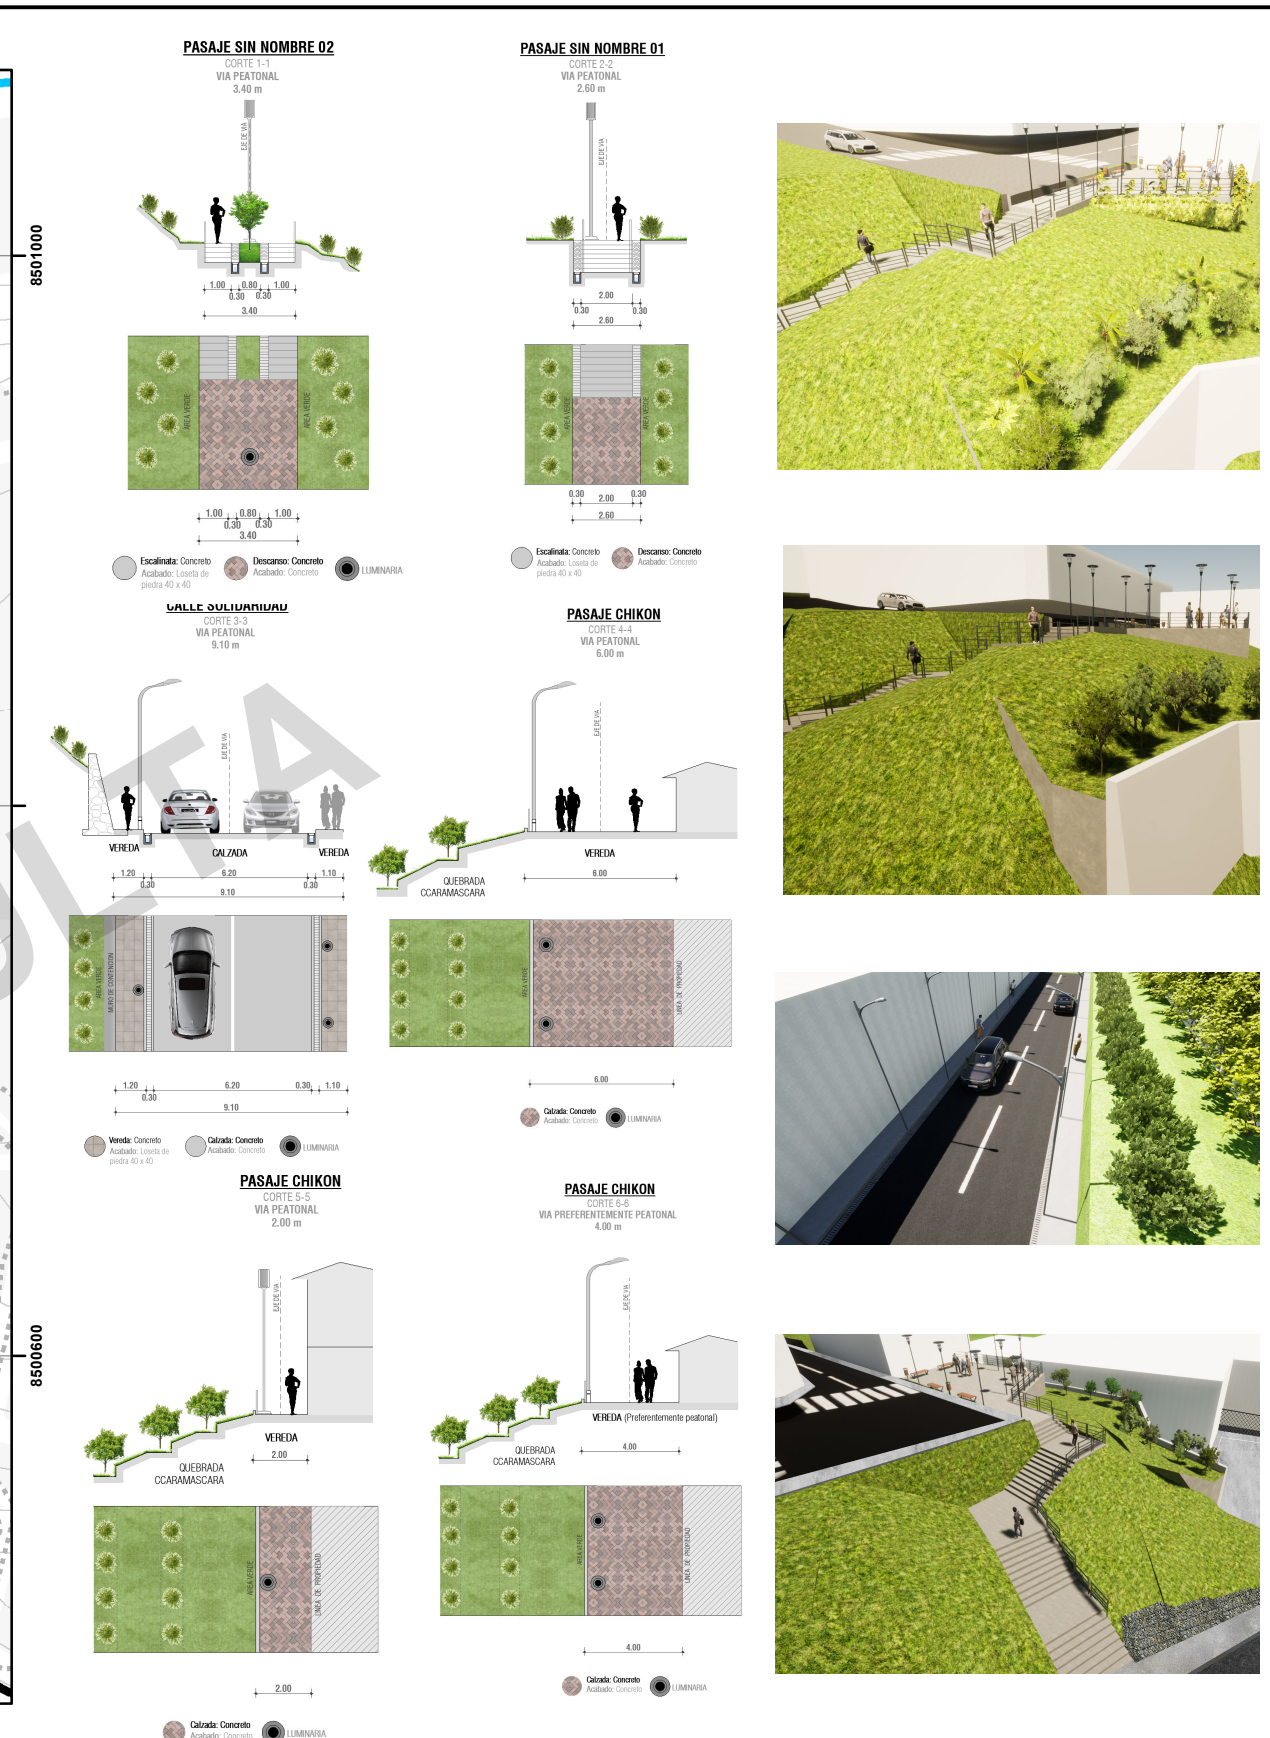 PASAJE SIN NOMBRE 02
CORTE 1-1
VIA PEATONAL
3.40 m
EJE DE VIA
1.00 0.80 1.00
0.30 0.30
3.40
AREA VERDE
AREA VERDE
1.00 0.80 1.00
0.30 0.30
3.40
Escalinata: Concreto
Acabado: Loseta de
piedra 40 x 40
Descanso: Concreto
Acabado: Concreto
LUMINARIA
PASAJE SIN NOMBRE 01
CORTE 2-2
VIA PEATONAL
2.60 m
EJE DE VIA
2.00
0.30 0.30
2.60
AREA VERDE
AREA VERDE
0.30 2.00 0.30
2.60
Escalinata: Concreto
Acabado: Loseta de
piedra 40 x 40
Descanso: Concreto
Acabado: Concreto
8501000
CALLE SOLIDARIDAD
CORTE 3-3
VIA PEATONAL
9.10 m
EJE DE VIA
VEREDA CALZADA VEREDA
1.20 6.20 1.10
0.30 0.30
9.10
AREA VERDE
MURO DE CONTENCION
1.20 6.20 0.30 1.10
0.30
9.10
Vereda: Concreto
Acabado: Loseta de
piedra 40 x 40
Calzada: Concreto
Acabado: Concreto
LUMINARIA
PASAJE CHIKON
CORTE 4-4
VIA PEATONAL
6.00 m
EJE DE VIA
VEREDA
6.00
QUEBRADA
CCARAMASCARA
AREA VERDE
LINEA DE PROPIEDAD
6.00
Calzada: Concreto
Acabado: Concreto
LUMINARIA
ULTA
PASAJE CHIKON
CORTE 5-5
VIA PEATONAL
2.00 m
EJE DE VIA
VEREDA
2.00
QUEBRADA
CCARAMASCARA
AREA VERDE
LINEA DE PROPIEDAD
2.00
Calzada: Concreto
Acabado: Concreto
LUMINARIA
PASAJE CHIKON
CORTE 6-6
VIA PREFERENTEMENTE PEATONAL
4.00 m
EJE DE VIA
VEREDA (Preferentemente peatonal)
4.00
QUEBRADA
CCARAMASCARA
AREA VERDE
LINEA DE PROPIEDAD
4.00
Calzada: Concreto
Acabado: Concreto
LUMINARIA
8500600